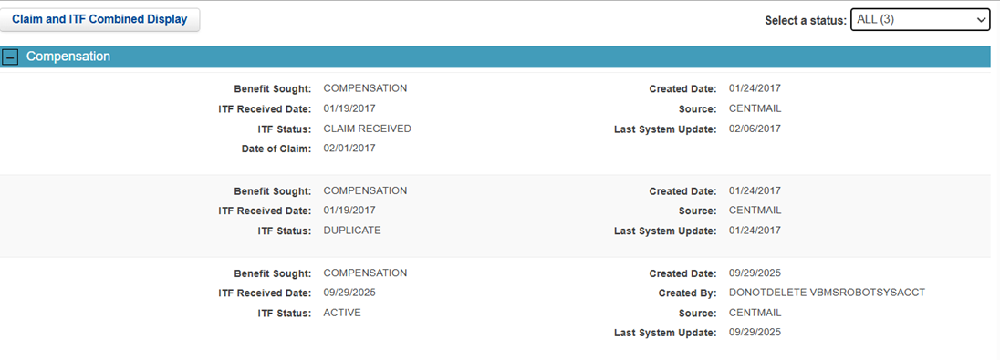 Claim and ITF Combined Display
Select a status: ALL (3)
Compensation
Benefit Sought: COMPENSATION Created Date: 01/24/2017
ITF Received Date: 01/19/2017 Source: CENTMAIL
ITF Status: CLAIM RECEIVED Last System Update: 02/06/2017
Date of Claim: 02/01/2017
Benefit Sought: COMPENSATION Created Date: 01/24/2017
ITF Received Date: 01/19/2017 Source: CENTMAIL
ITF Status: DUPLICATE Last System Update: 01/24/2017
Benefit Sought: COMPENSATION Created Date: 09/29/2025
ITF Received Date: 09/29/2025 Created By: DONOTDELETE VBMSROBOTSYSACCT
ITF Status: ACTIVE Source: CENTMAIL
Last System Update: 09/29/2025